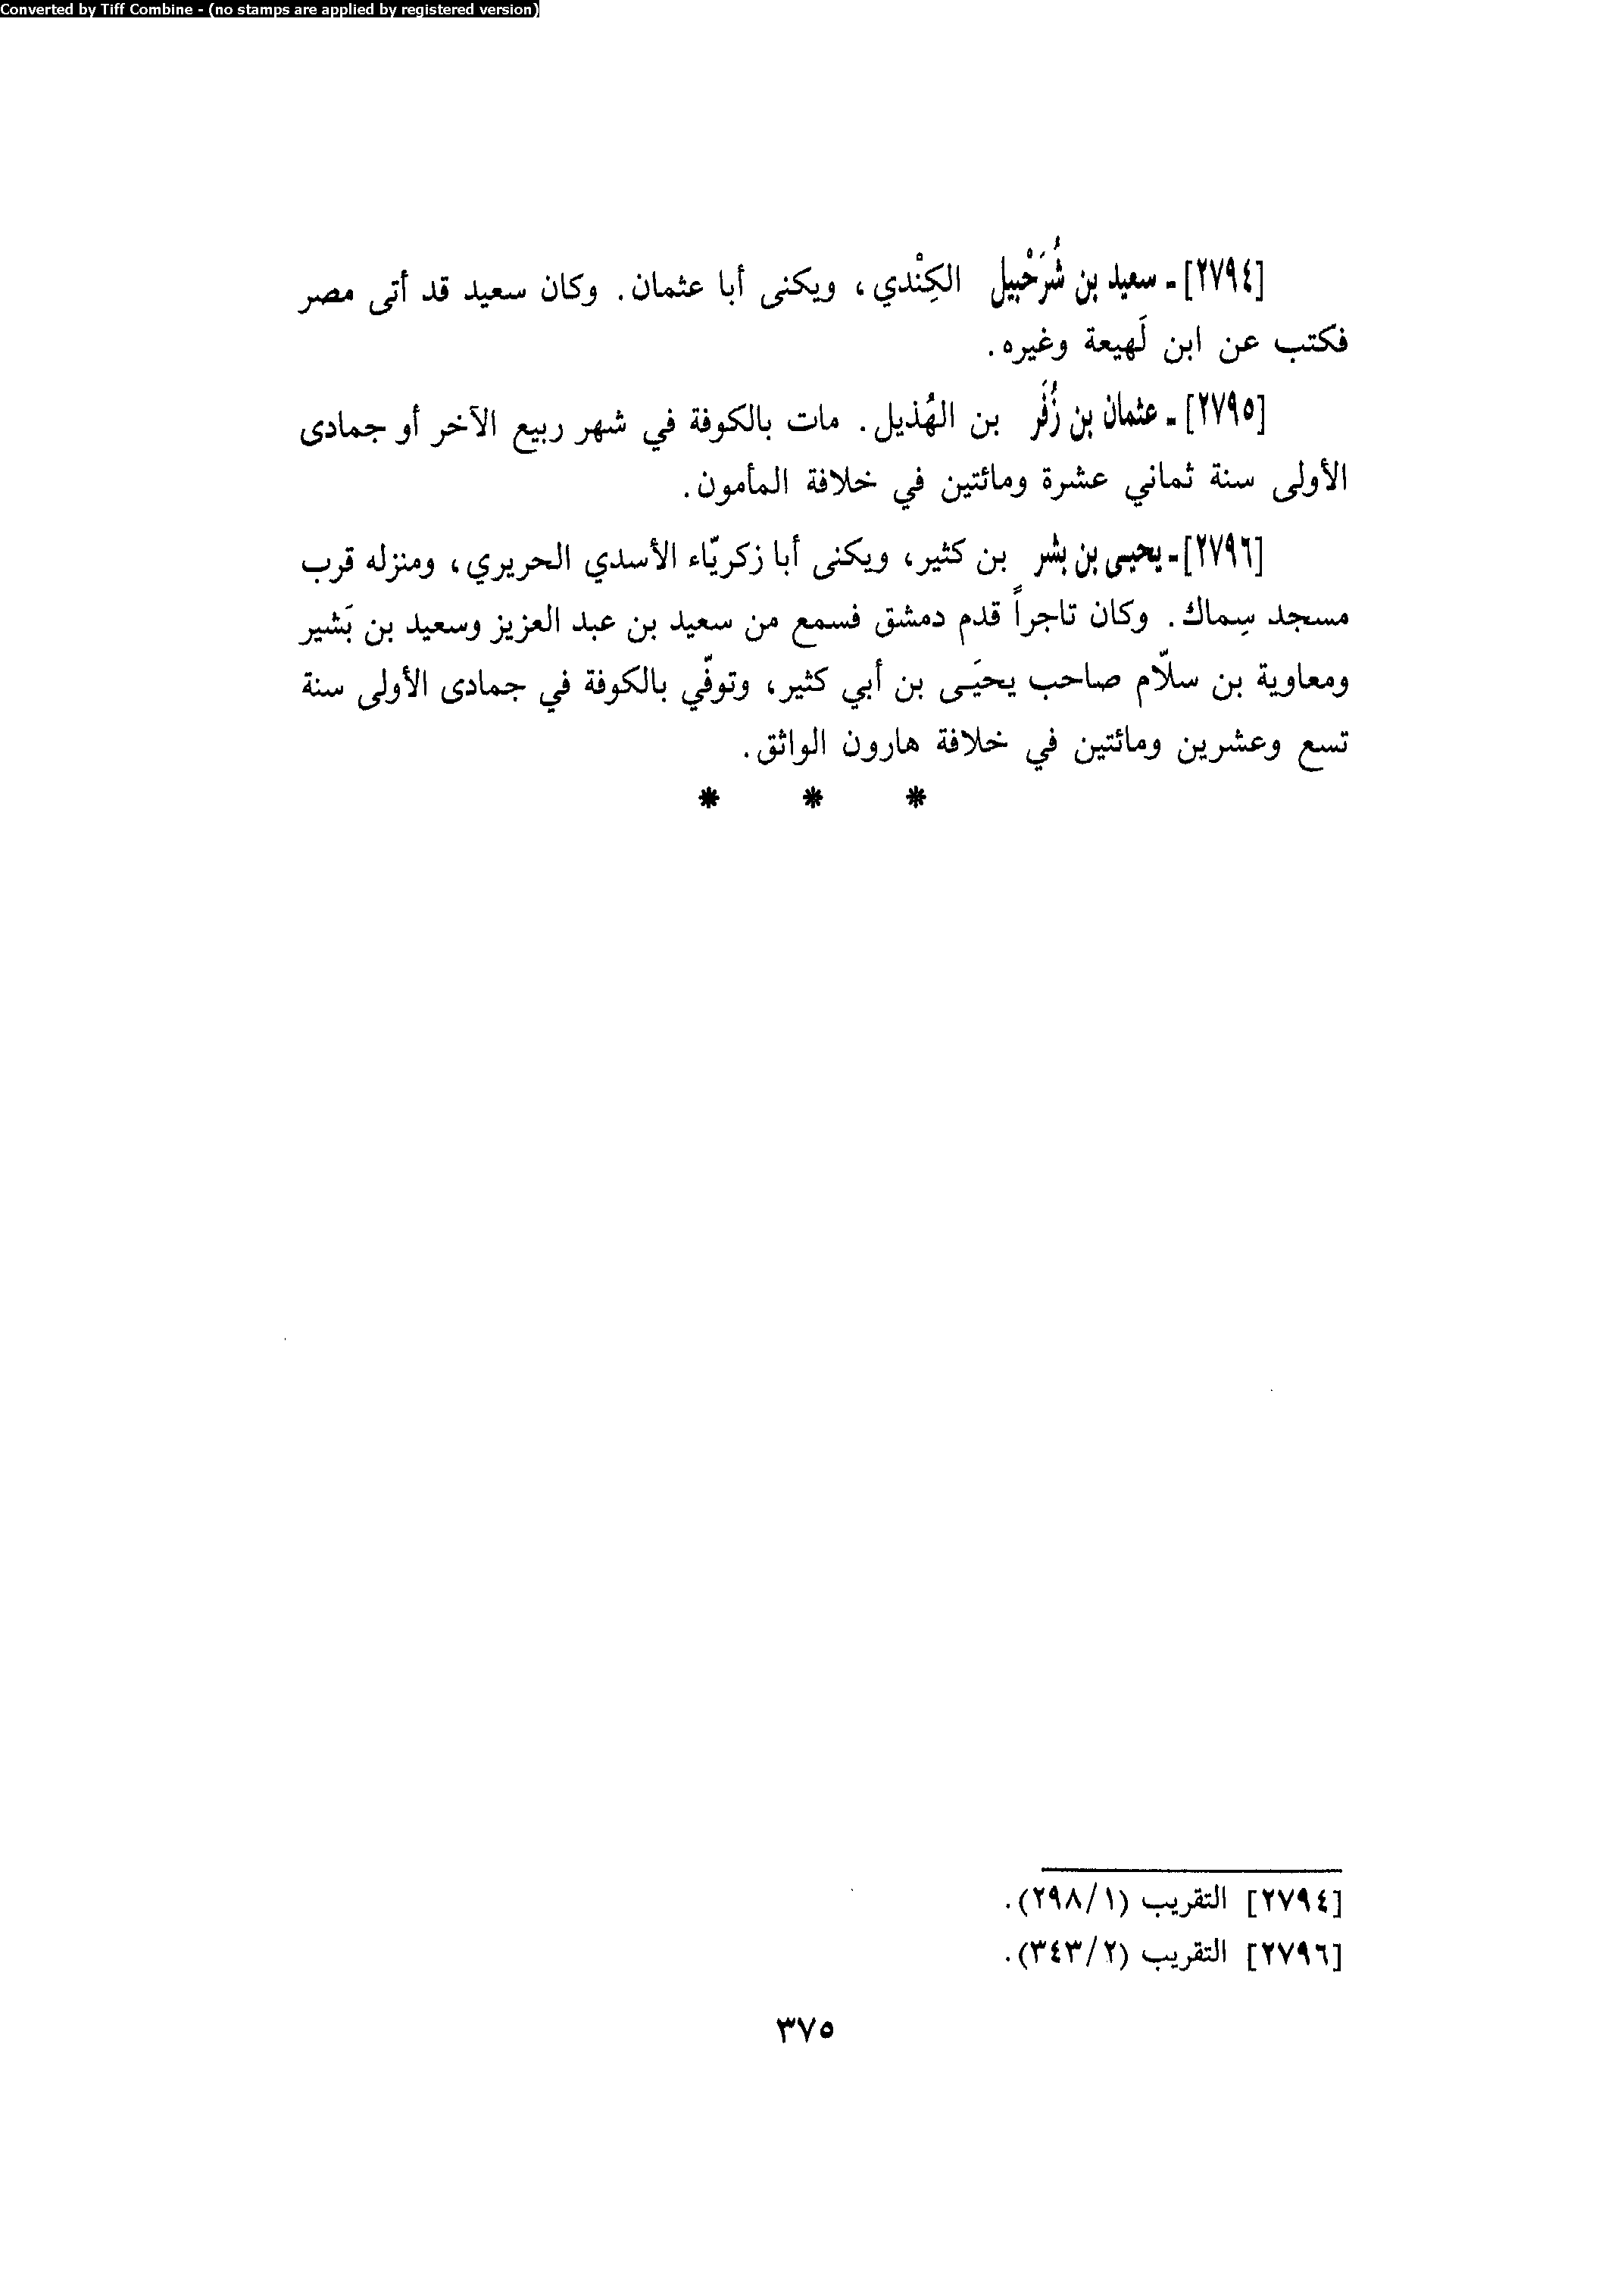 Converted by Tiff Combine - (no stamps are applied by registered version)
[٢٧٩٤] - سعيد بن شُرَحْبيل الكِنْدي، ويكنى أبا عثمان. وكان سعيد قد أتى مصر
فكتب عن ابن لَهيعة وغيره.
[٢٧٩٥] - عثمان بن زُفَر بن الهُذيل. مات بالكوفة في شهر ربيع الآخر أو جمادى
الأولى سنة ثماني عشرة ومائتين في خلافة المأمون.
[٢٧٩٦] - يحيى بن بشر بن كثير، ويكنى أبا زكريّاء الأسدي الحريري، ومنزله قرب
مسجد سِماك. وكان تاجراً قدم دمشق فسمع من سعيد بن عبد العزيز وسعيد بن بَشير
ومعاوية بن سلّام صاحب يحيَى بن أبي كثير، وتوفّي بالكوفة في جمادى الأولى سنة
تسع وعشرين ومائتين في خلافة هارون الواثق.
* * *
[٢٧٩٤] التقريب (١/ ٢٩٨).
[٢٧٩٦] التقريب (٢/ ٣٤٣).
٣٧٥